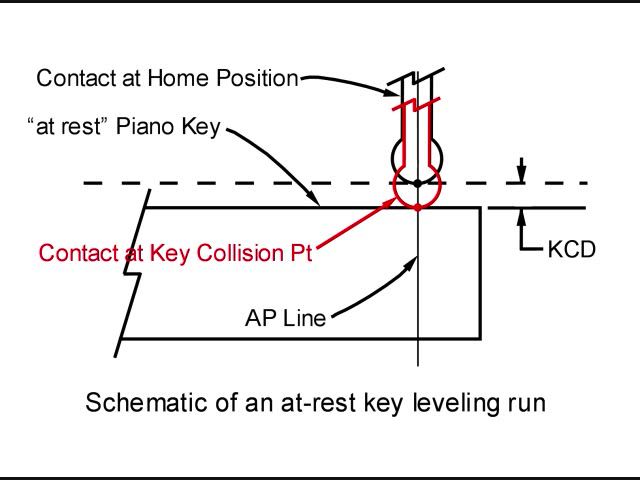 Contact at Home Position
“at rest” Piano Key
Contact at Key Collision Pt
KCD
AP Line
Schematic of an at-rest key leveling run